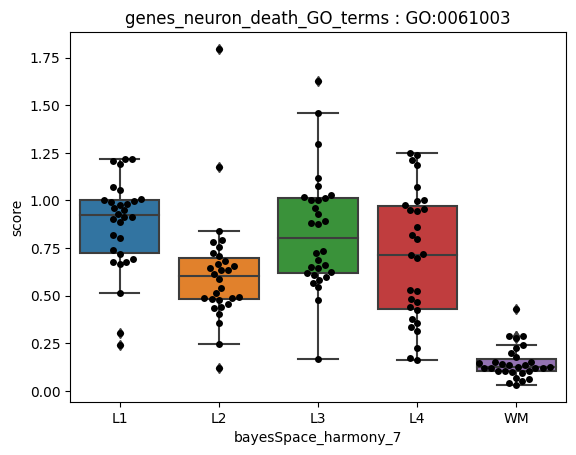 genes_neuron_death_GO_terms : GO:0061003
1.75
1.50
1.25
1.00
0.75
0.50
0.25
0.00
score
L1 L2 L3 L4 WM
bayesSpace_harmony_7